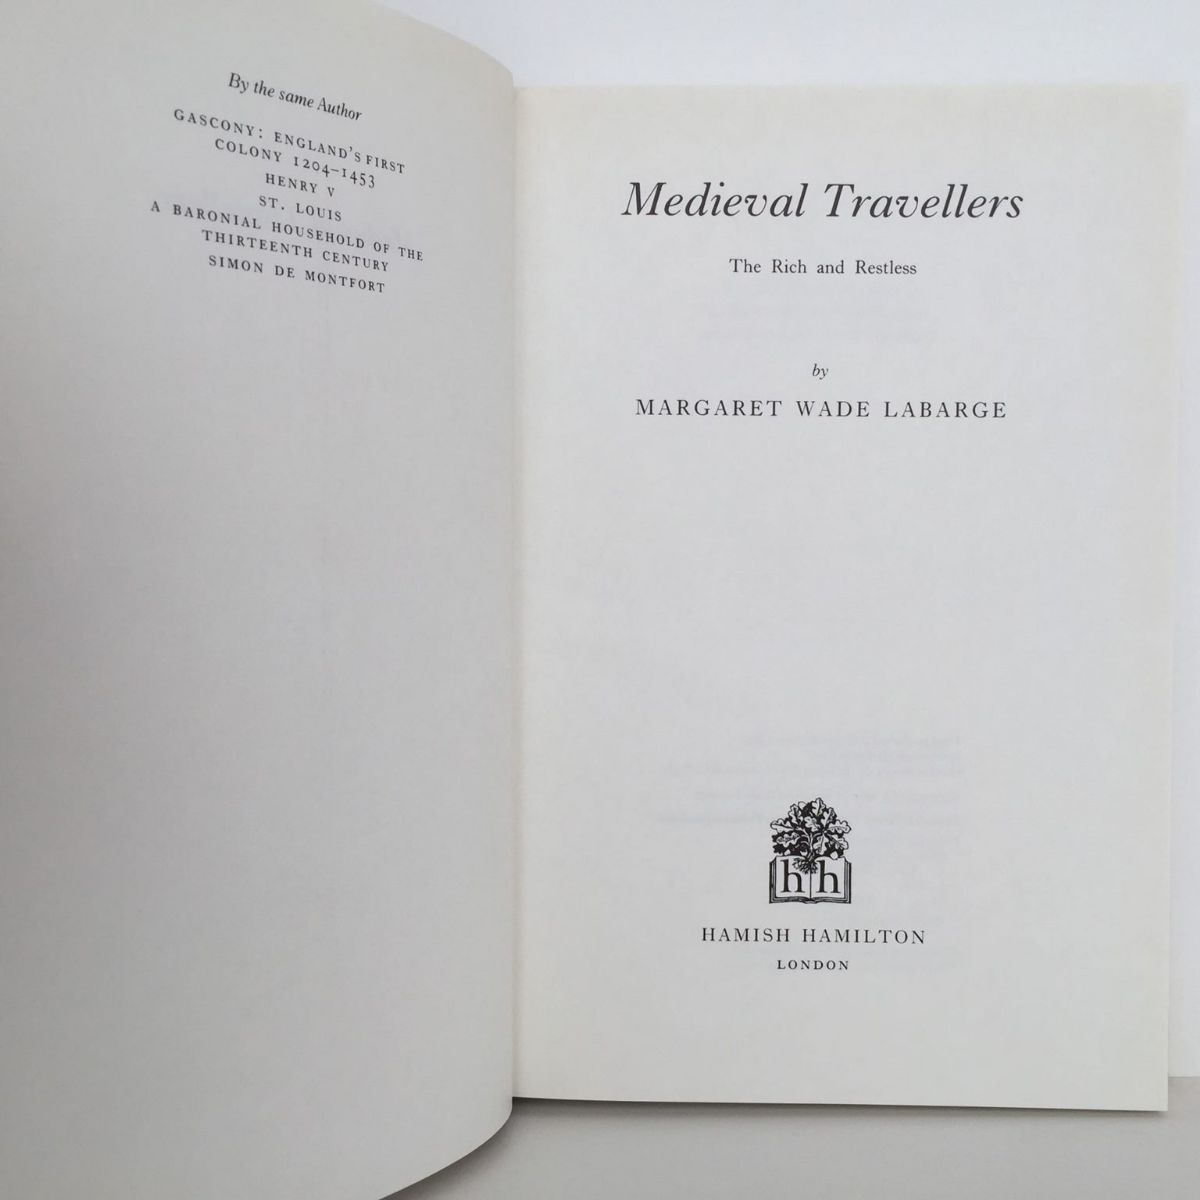 By the same Author
GASCONY: ENGLAND'S FIRST
COLONY 1204–1453
HENRY V
ST. LOUIS
A BARONIAL HOUSEHOLD OF THE
THIRTEENTH CENTURY
SIMON DE MONTFORT
Medieval Travellers
The Rich and Restless
by
MARGARET WADE LABARGE
h h
HAMISH HAMILTON
LONDON